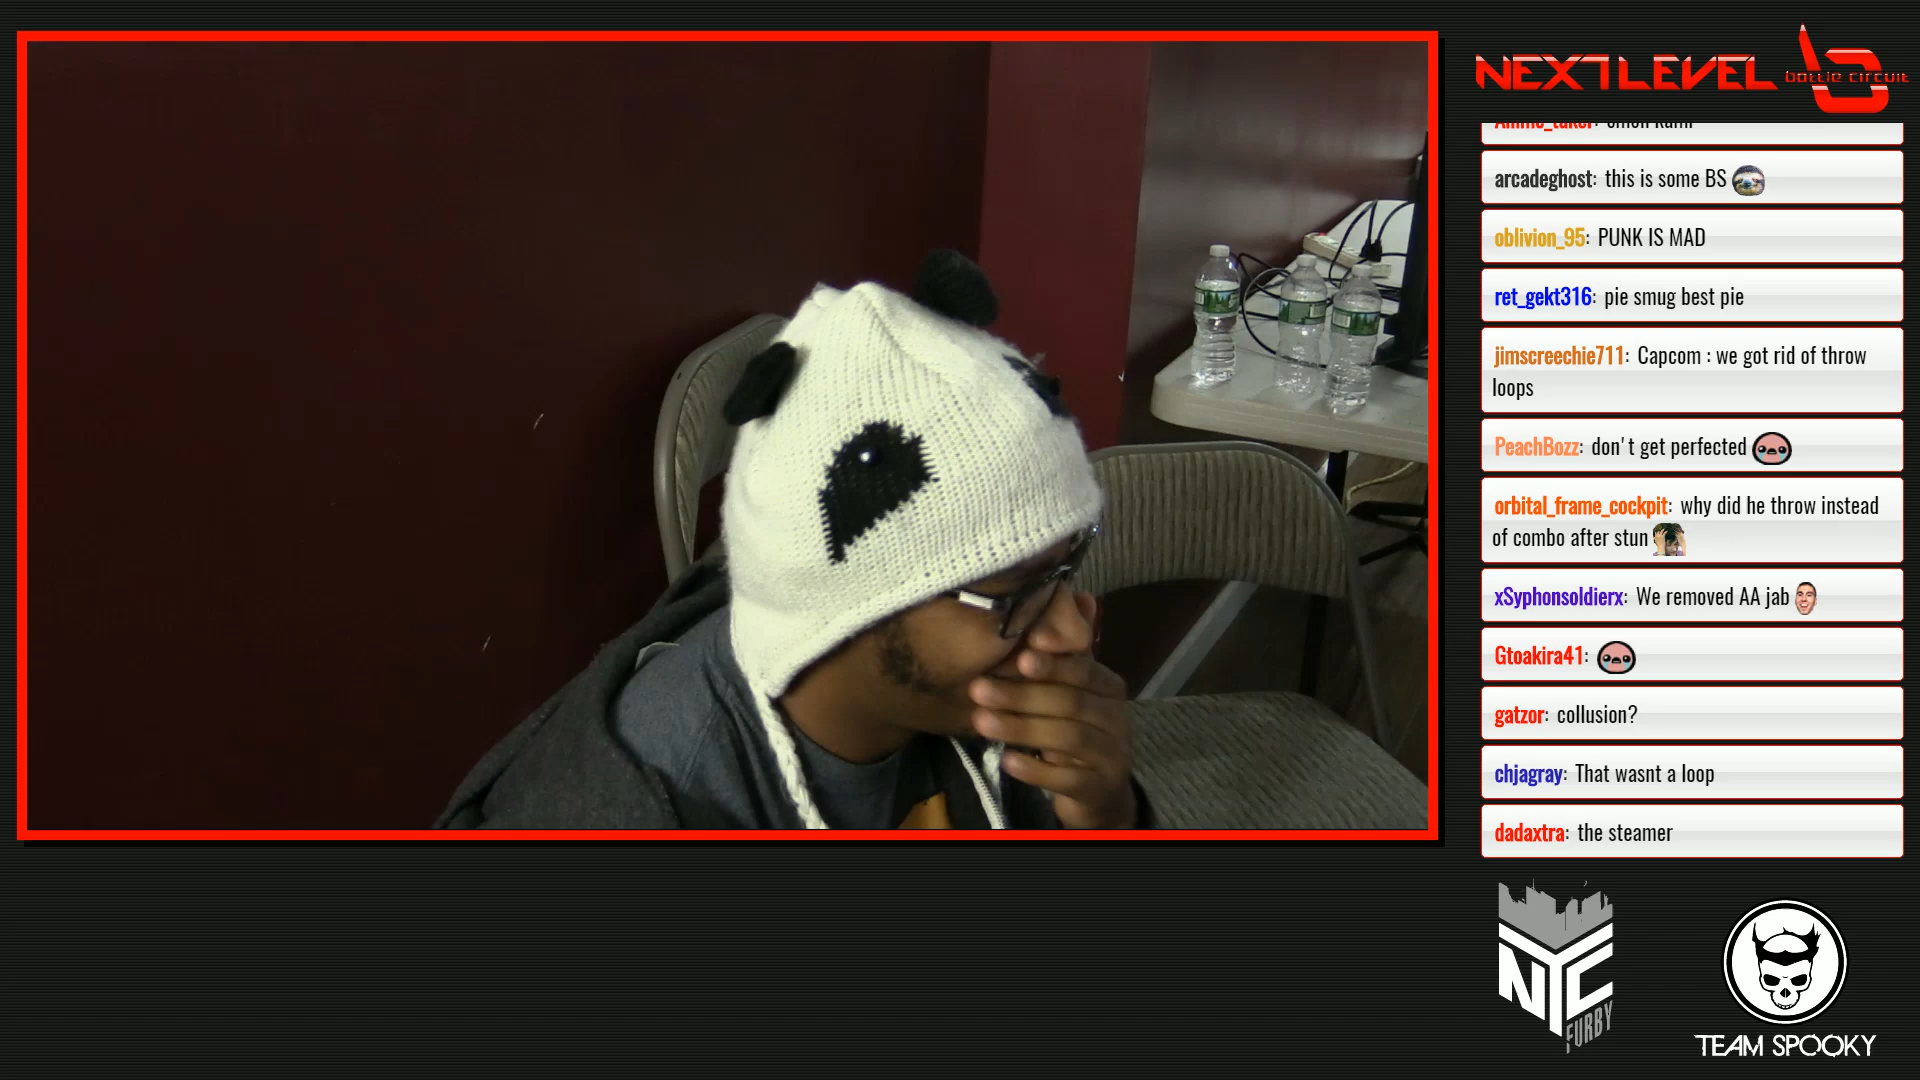 NEXT LEVEL
battle circuit
arcadeghost: this is some BS
oblivion_95: PUNK IS MAD
ret_gekt316: pie smug best pie
jimscreechie711: Capcom : we got rid of throw
loops
PeachBozz: don't get perfected
orbital_frame_cockpit: why did he throw instead
of combo after stun
xSyphonsoldierx: We removed AA jab
Gtoakira41:
gatzor: collusion?
chjagray: That wasnt a loop
dadaxtra: the steamer
NYC
FURBY
TEAM SPOOKY